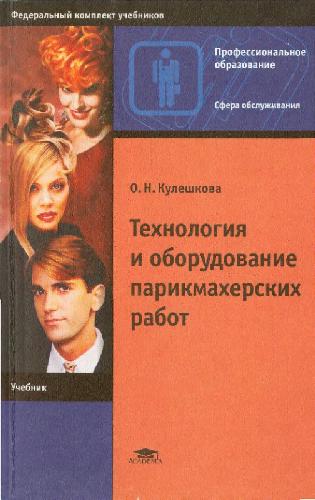 Федеральный комплект учебников
Профессиональное
образование
Сфера обслуживания
О. Н. Кулешкова
Технология
и оборудование
парикмахерских
работ
Учебник
ACADEMA